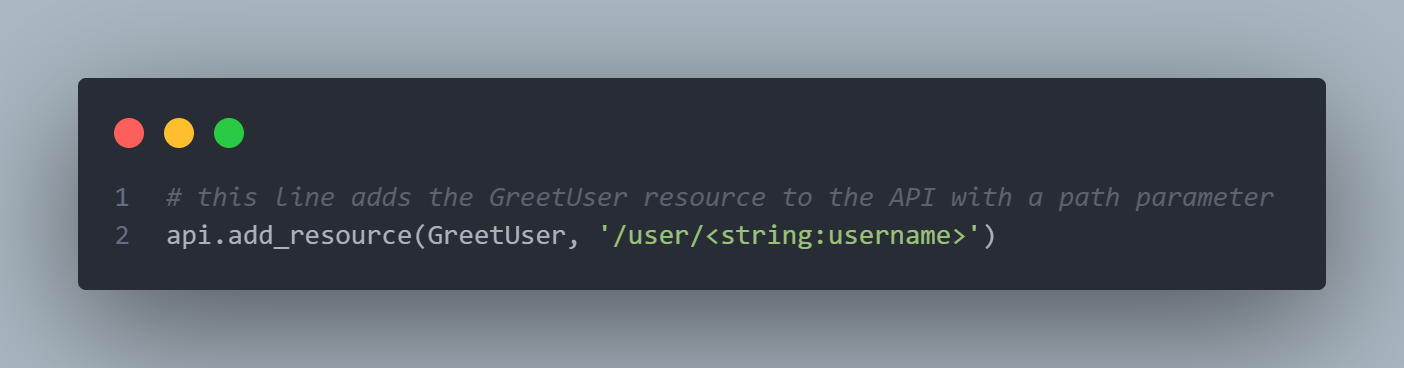 1 # this line adds the GreetUser resource to the API with a path parameter
2 api.add_resource(GreetUser, '/user/<string:username>')